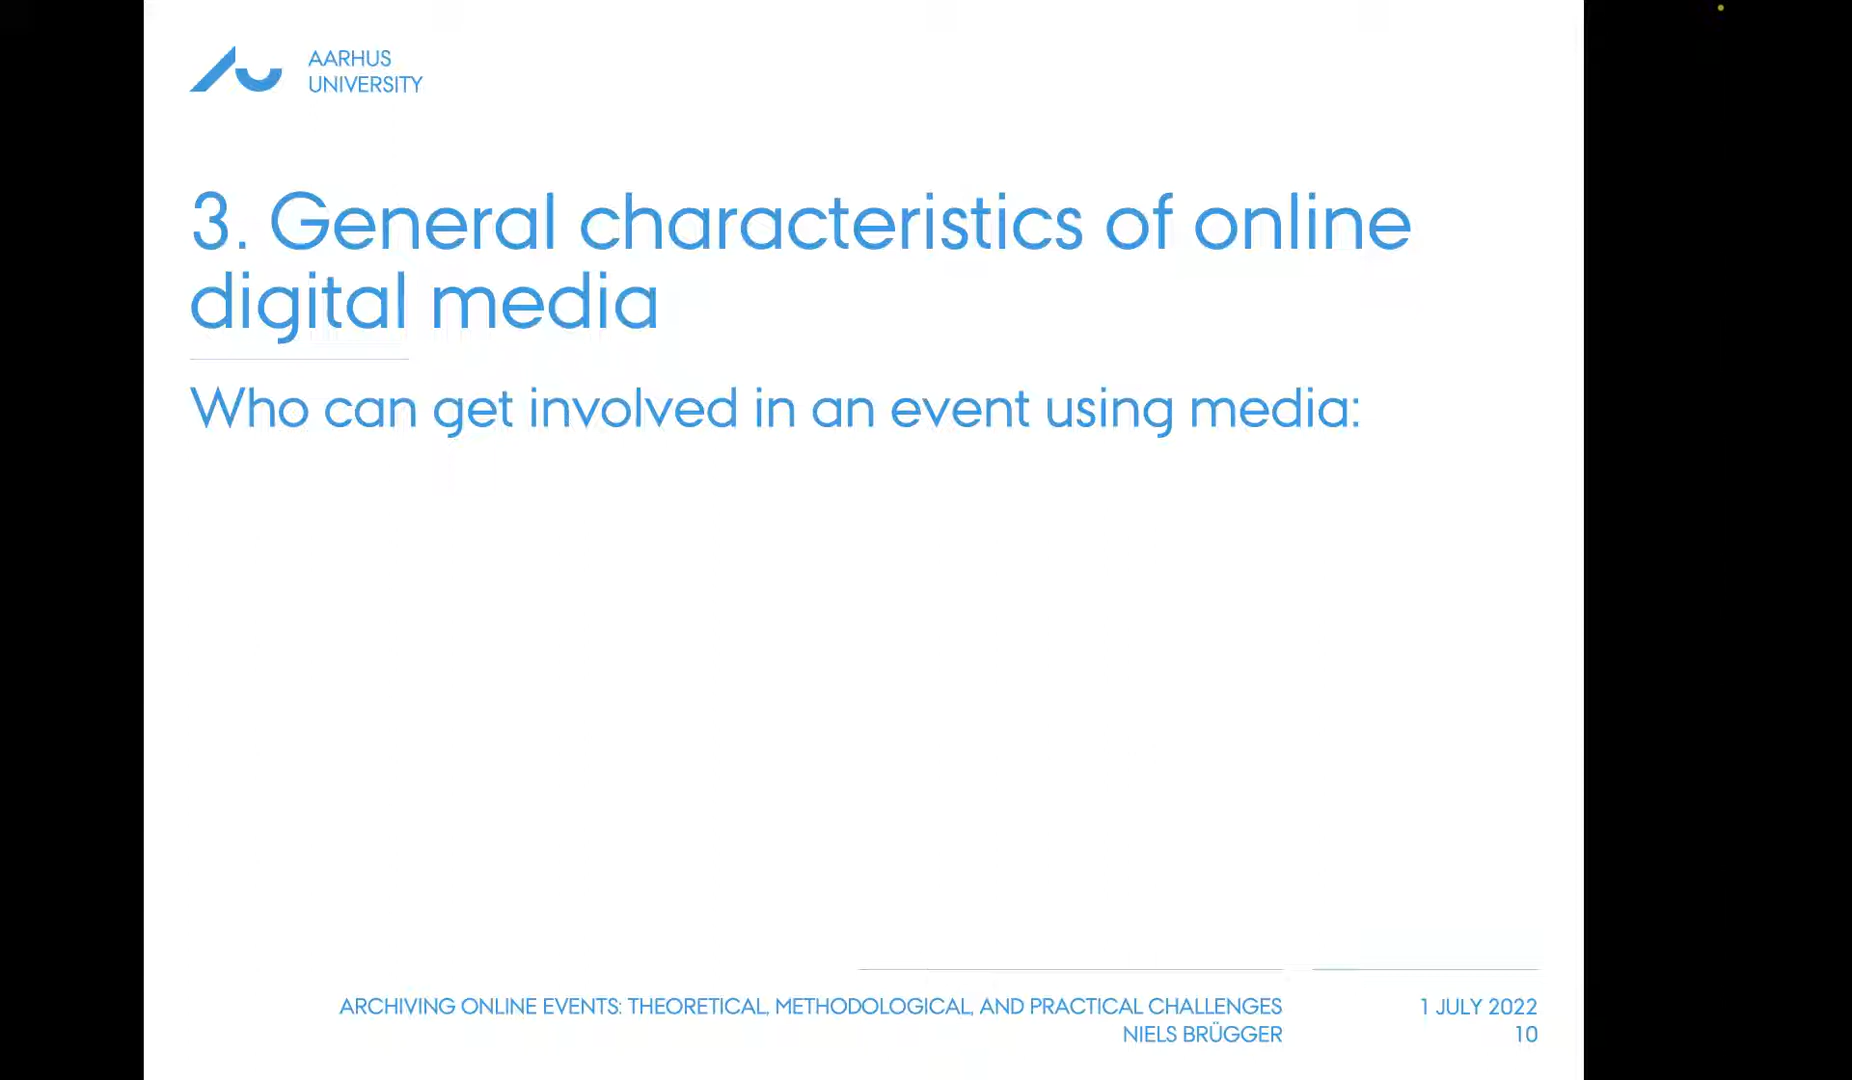 AARHUS
UNIVERSITY
3. General characteristics of online
digital media
Who can get involved in an event using media:
ARCHIVING ONLINE EVENTS: THEORETICAL, METHODOLOGICAL, AND PRACTICAL CHALLENGES
NIELS BRÜGGER
1 JULY 2022
10